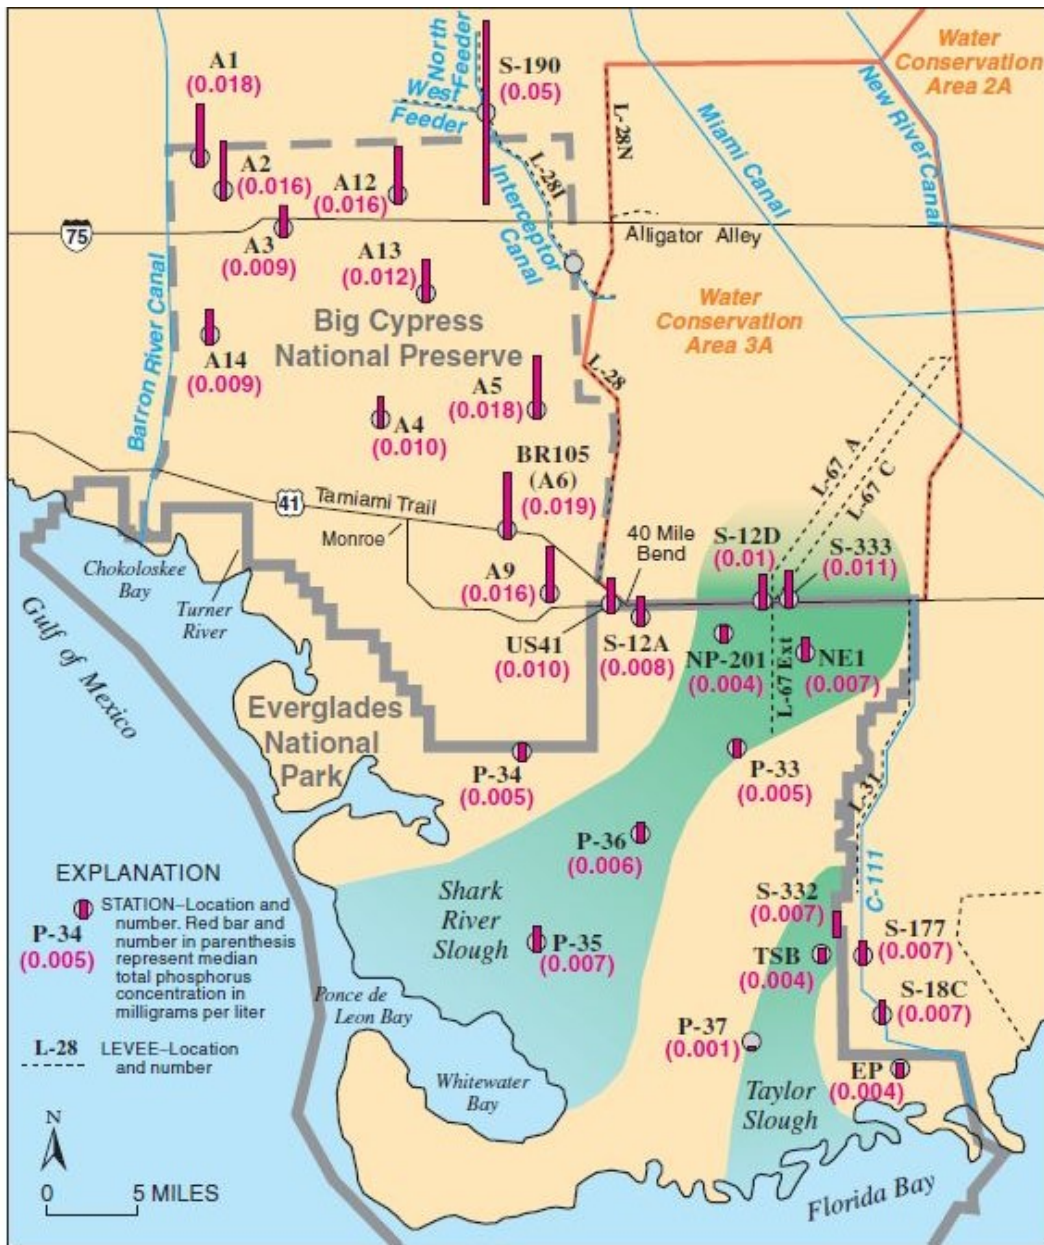 A1
(0.018)
North
Feeder
West
Feeder
S-190
(0.05)
Water
Conservation
Area 2A
New River Canal
Miami Canal
L-28N
L-28I
Interceptor
Canal
A2
(0.016)
A12
(0.016)
75
A3
(0.009)
A13
(0.012)
Alligator Alley
Barron River Canal
Big Cypress
National Preserve
Water
Conservation
Area 3A
A14
(0.009)
L-28
A5
(0.018)
A4
(0.010)
BR105
(A6)
(0.019)
L-67 A
L-67 C
41
Tamiami Trail
Monroe
40 Mile
Bend
S-12D
(0.01)
S-333
(0.011)
Chokoloskee
Bay
Turner
River
A9
(0.016)
US41
(0.010)
S-12A
(0.008)
NP-201
(0.004)
L-67 Ext
NE1
(0.007)
Gulf of Mexico
Everglades
National
Park
P-34
(0.005)
P-33
(0.005)
L-31
P-36
(0.006)
C-111
EXPLANATION
P-34
(0.005)
STATION–Location and
number. Red bar and
number in parenthesis
represent median
total phosphorus
concentration in
milligrams per liter
L-28
LEVEE–Location
and number
Shark
River
Slough
P-35
(0.007)
S-332
(0.007)
TSB
(0.004)
S-177
(0.007)
S-18C
(0.007)
Ponce de
Leon Bay
P-37
(0.001)
EP
(0.004)
Whitewater
Bay
Taylor
Slough
N
0 5 MILES
Florida Bay